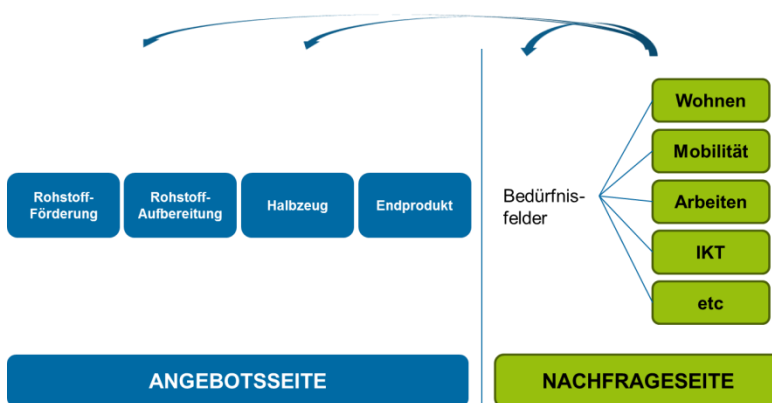 Wohnen
Mobilität
Rohstoff-
Förderung
Rohstoff-
Aufbereitung
Halbzeug
Endprodukt
Bedürfnis-
felder
Arbeiten
IKT
etc
ANGEBOTSSEITE
NACHFRAGESEITE